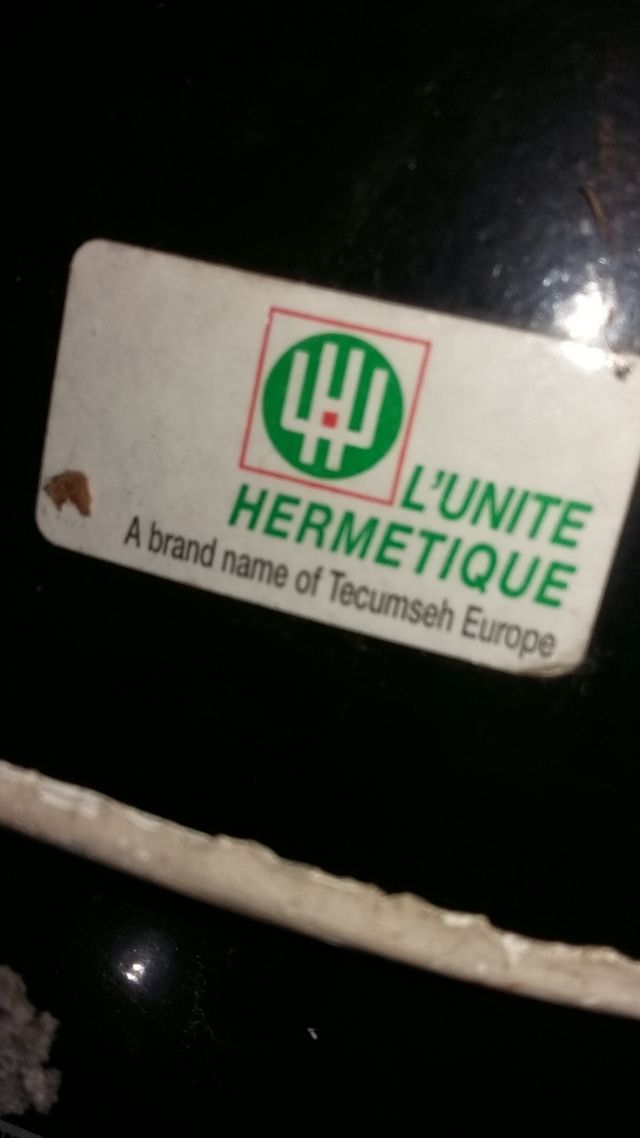 L'UNITE
HERMETIQUE
A brand name of Tecumseh Europe